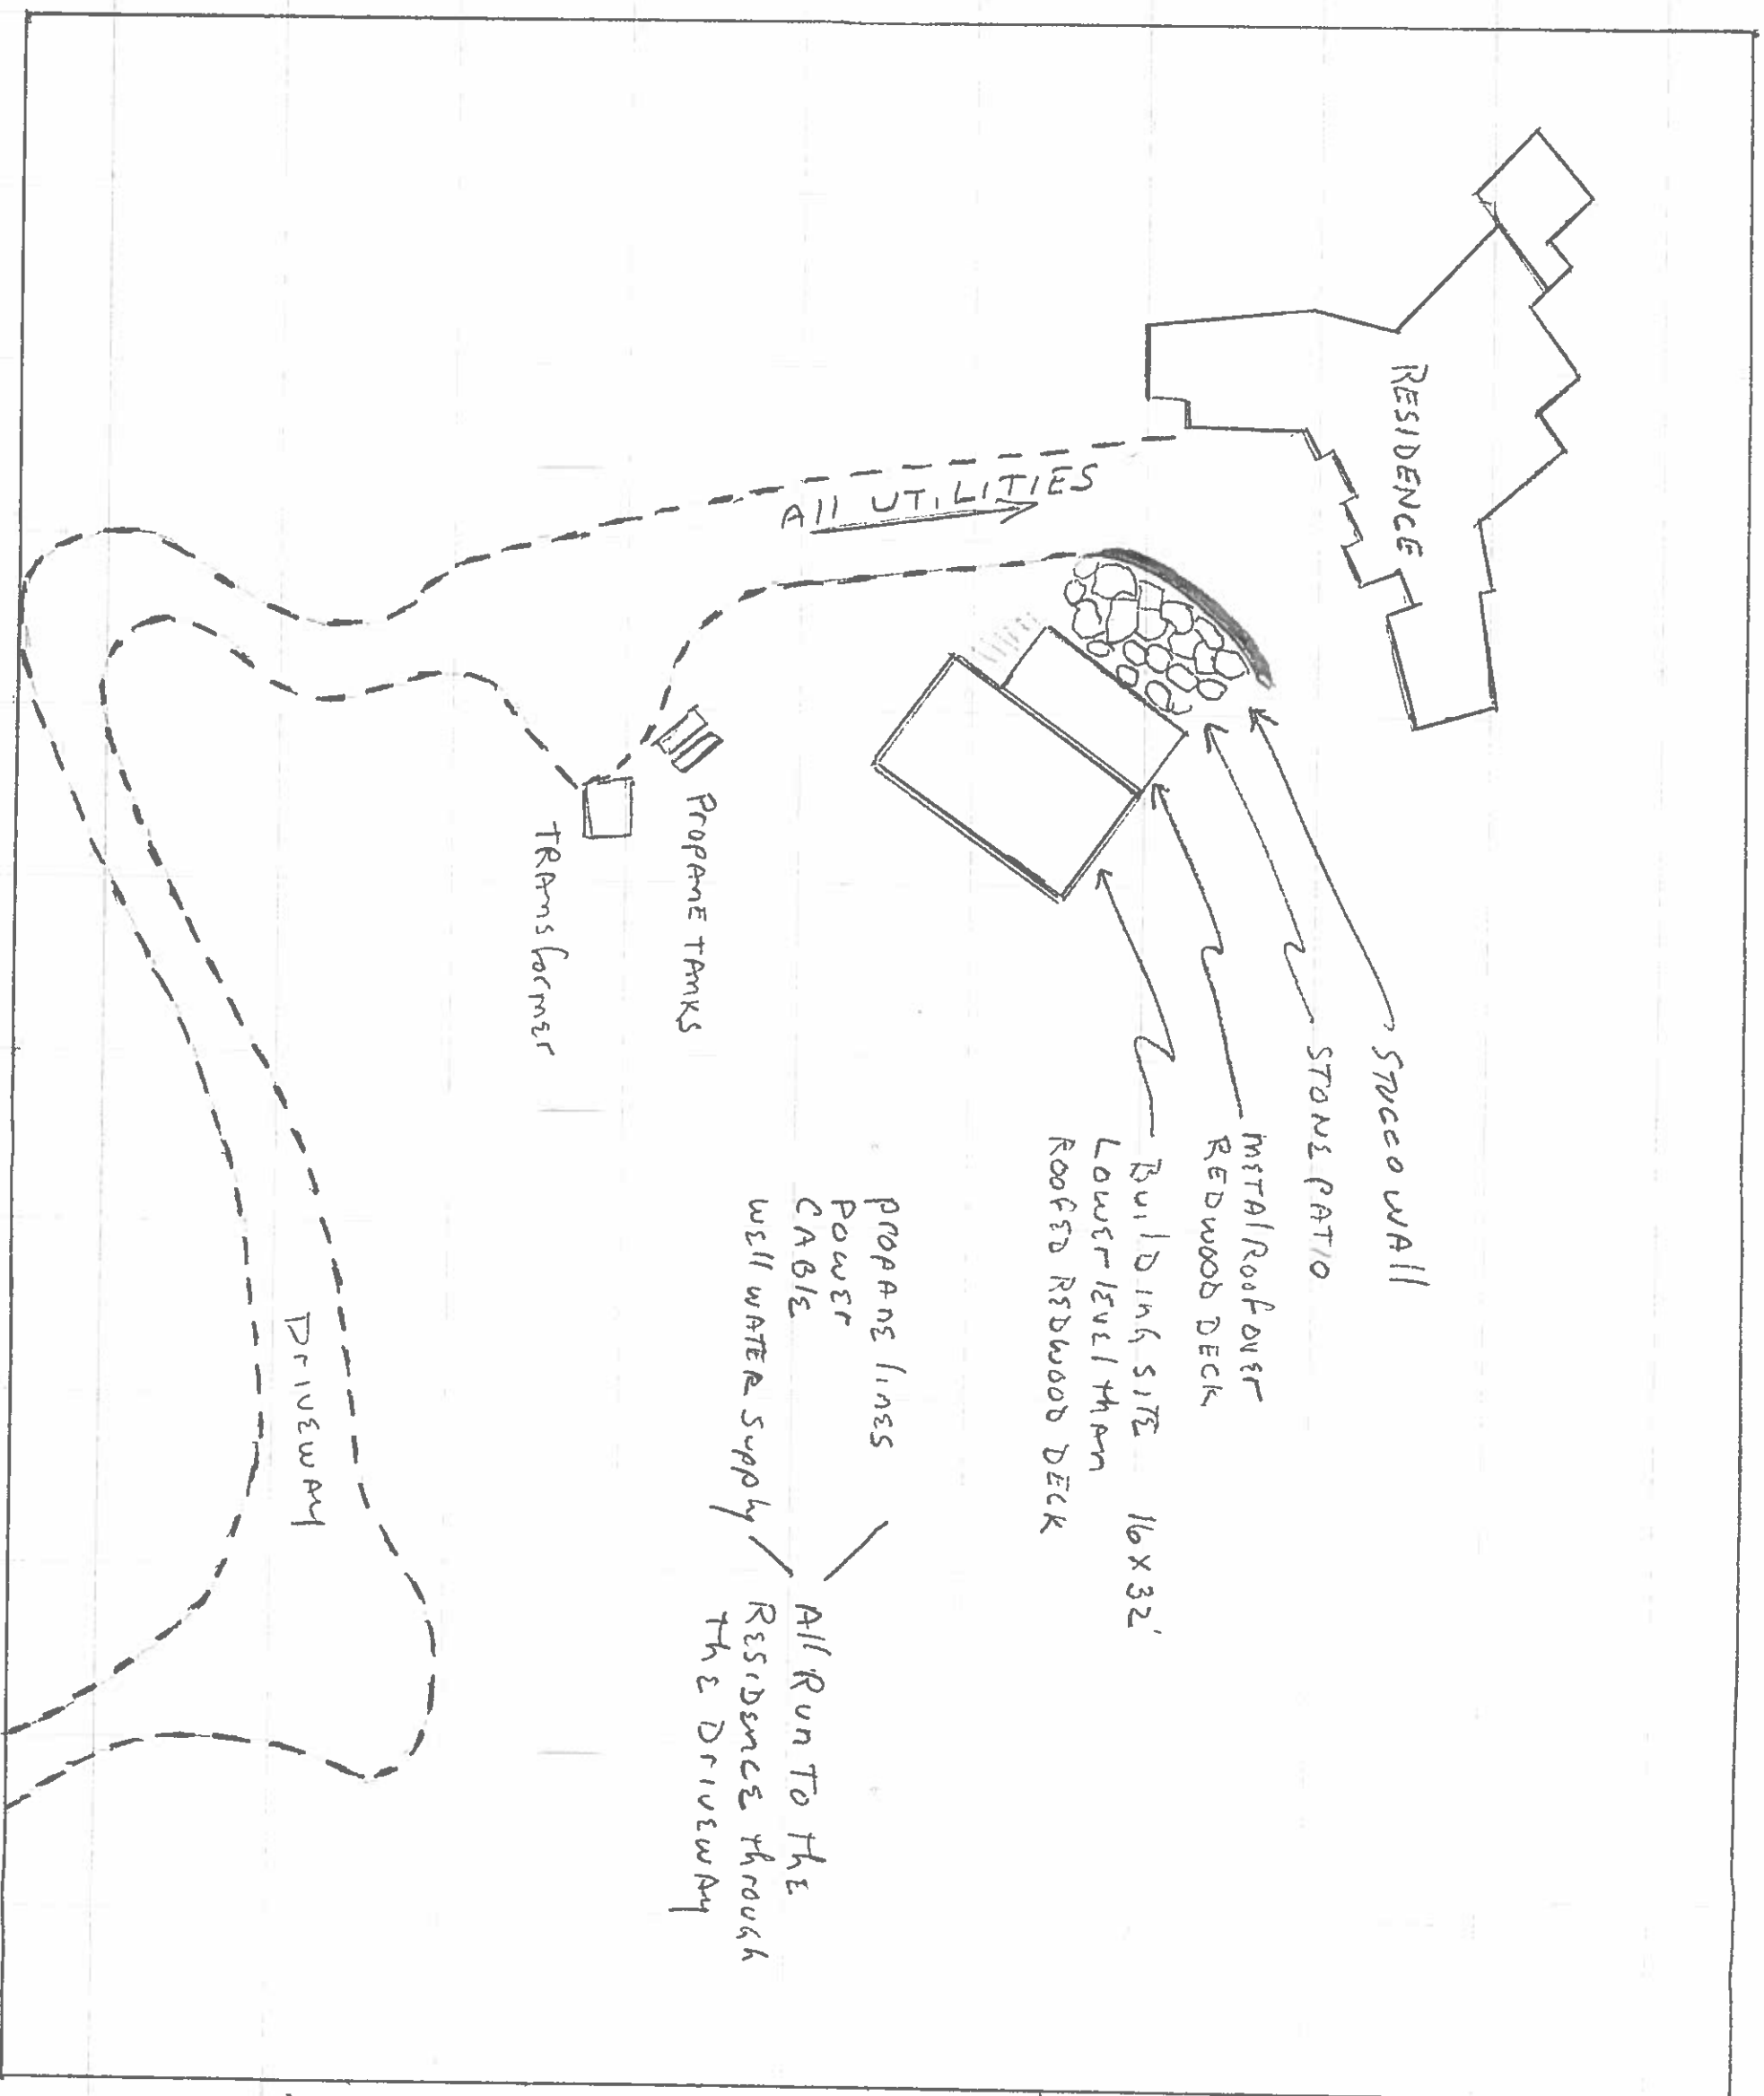 RESIDENCE
All UTILITIES
STUCCO WAll
STONE PATIO
METAl Roof OVEr
REDWOOD DECK
BuilDing SITE 16 X 32'
LowEr lEVEl thAn
RoofED REDWOOD DECK
PropAnE TAnKS
TRAnsformEr
propAnE linES
PowEr
CABlE
WEll WATER Supply
All Run To thE
RESIDEncE through
thE DrivEwAy
DrivEwAy